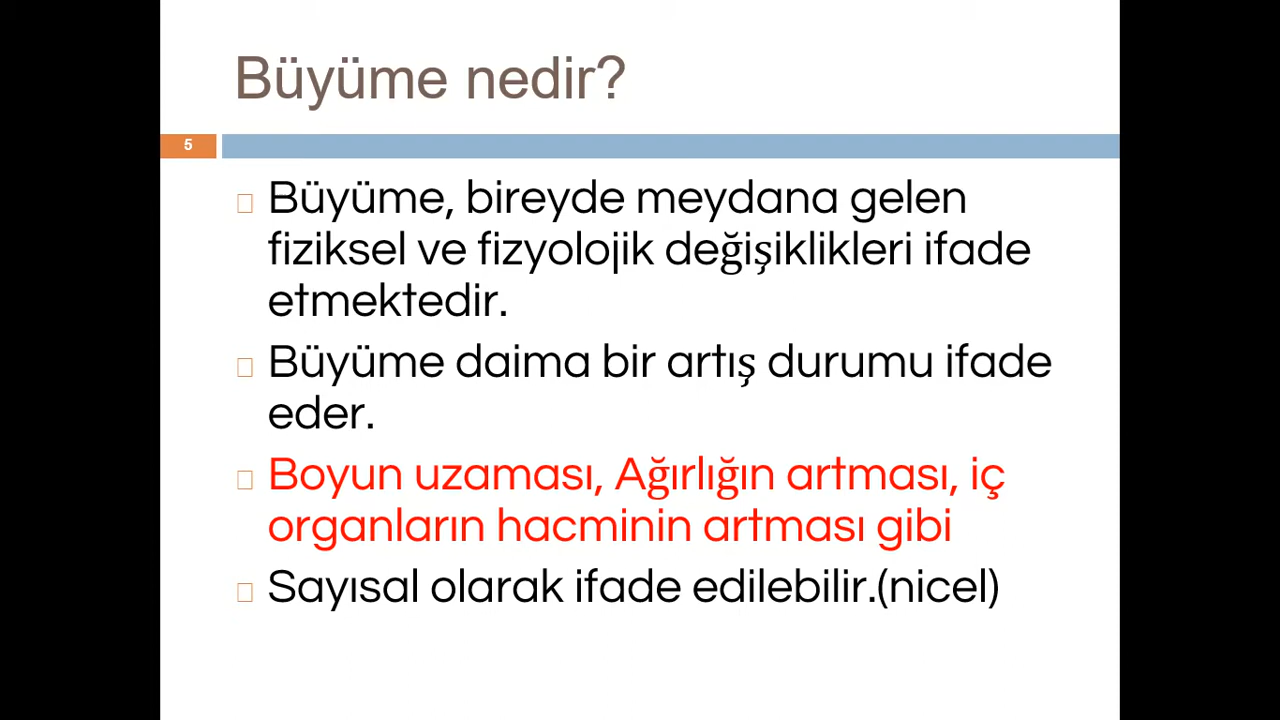 Büyüme nedir?
5
Büyüme, bireyde meydana gelen
fiziksel ve fizyolojik değişiklikleri ifade
etmektedir.
Büyüme daima bir artış durumu ifade
eder.
Boyun uzaması, Ağırlığın artması, iç
organların hacminin artması gibi
Sayısal olarak ifade edilebilir.(nicel)